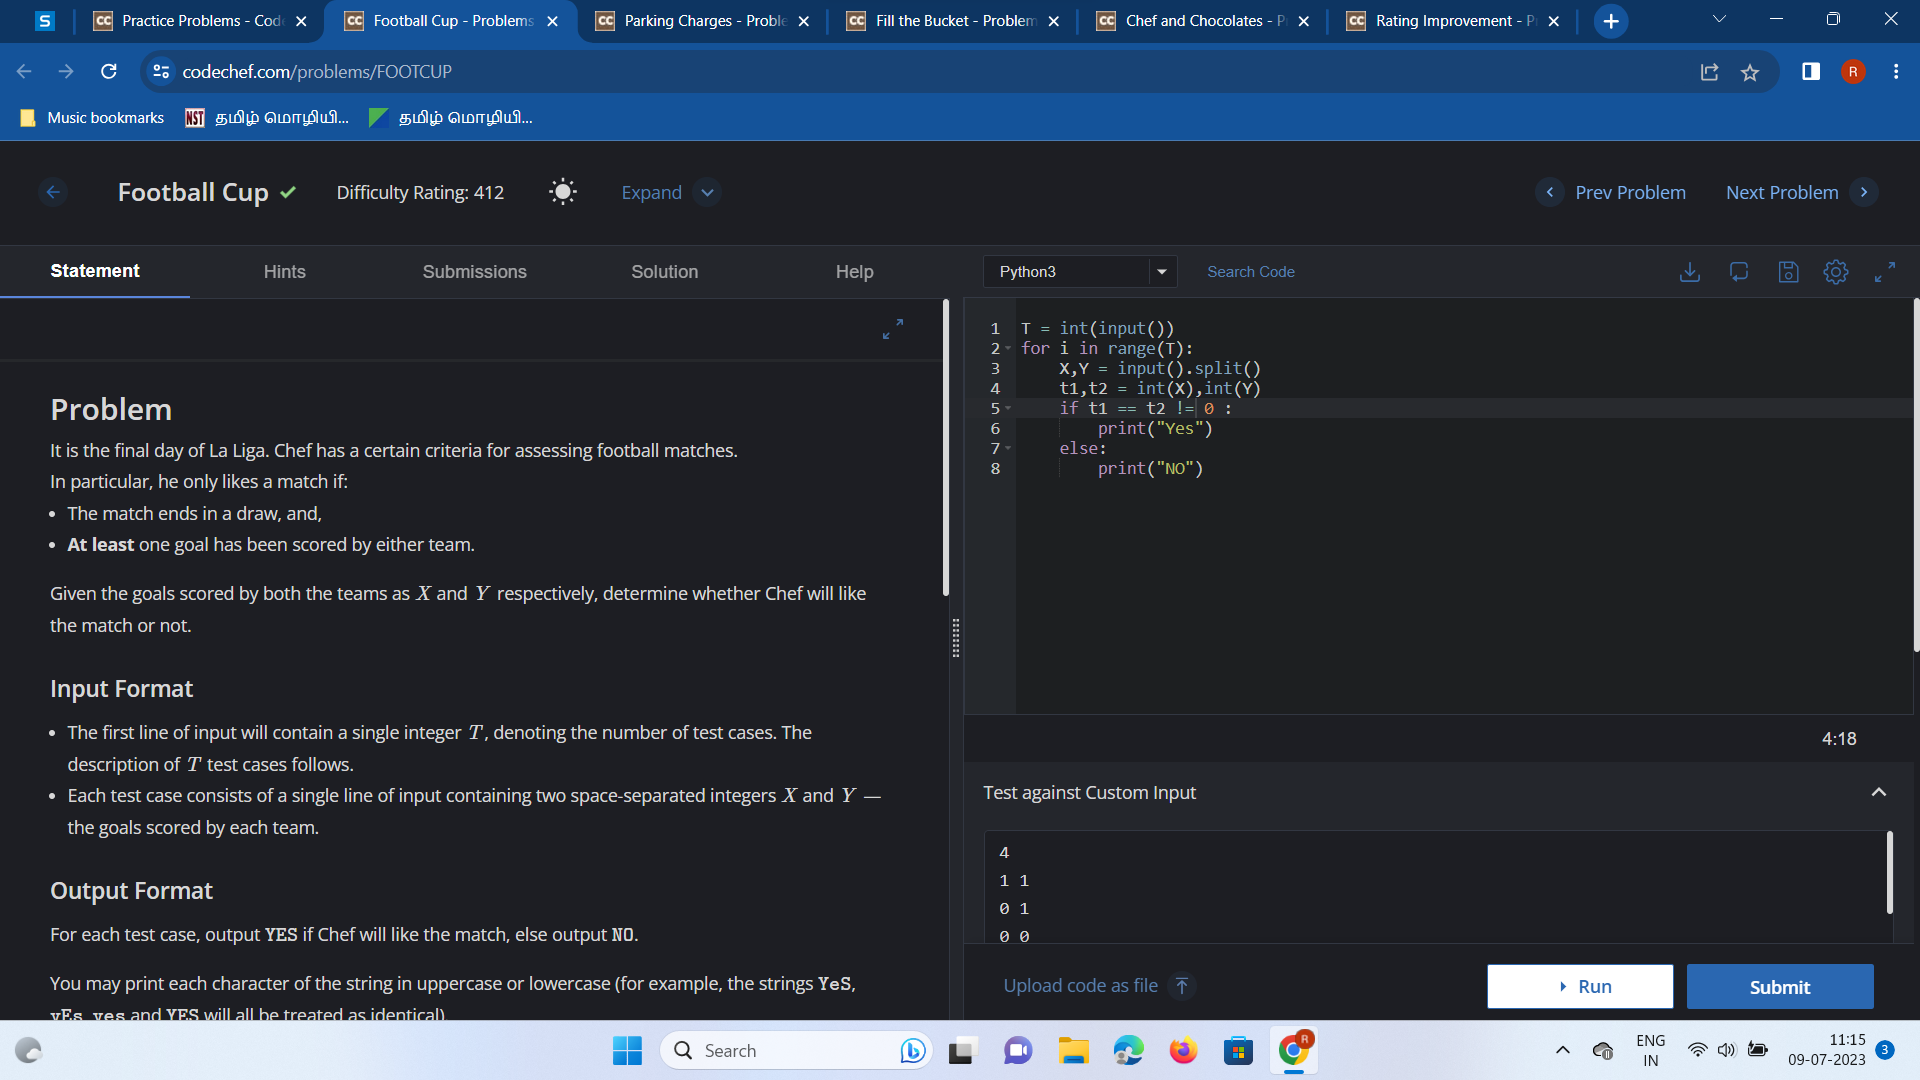 S
CC Practice Problems - Code
CC Football Cup - Problems
CC Parking Charges - Proble
CC Fill the Bucket - Problem
CC Chef and Chocolates - P
CC Rating Improvement - P
codechef.com/problems/FOOTCUP
R
Music bookmarks
NST தமிழ் மொழியி...
தமிழ் மொழியி...
Football Cup
Difficulty Rating: 412
Expand
Prev Problem
Next Problem
Statement
Hints
Submissions
Solution
Help
Python3
Search Code
Problem
It is the final day of La Liga. Chef has a certain criteria for assessing football matches.
In particular, he only likes a match if:
• The match ends in a draw, and,
• At least one goal has been scored by either team.
Given the goals scored by both the teams as X and Y respectively, determine whether Chef will like
the match or not.
Input Format
• The first line of input will contain a single integer T, denoting the number of test cases. The
description of T test cases follows.
• Each test case consists of a single line of input containing two space-separated integers X and Y —
the goals scored by each team.
Output Format
For each test case, output YES if Chef will like the match, else output NO.
You may print each character of the string in uppercase or lowercase (for example, the strings YeS,
yEs, yes and YES will all be treated as identical).
1 T = int(input())
2 for i in range(T):
3     X,Y = input().split()
4     t1,t2 = int(X),int(Y)
5     if t1 == t2 != 0 :
6         print("Yes")
7     else:
8         print("NO")
4:18
Test against Custom Input
4
1 1
0 1
0 0
Upload code as file
Run
Submit
Search
R
ENG
IN
11:15
09-07-2023
3